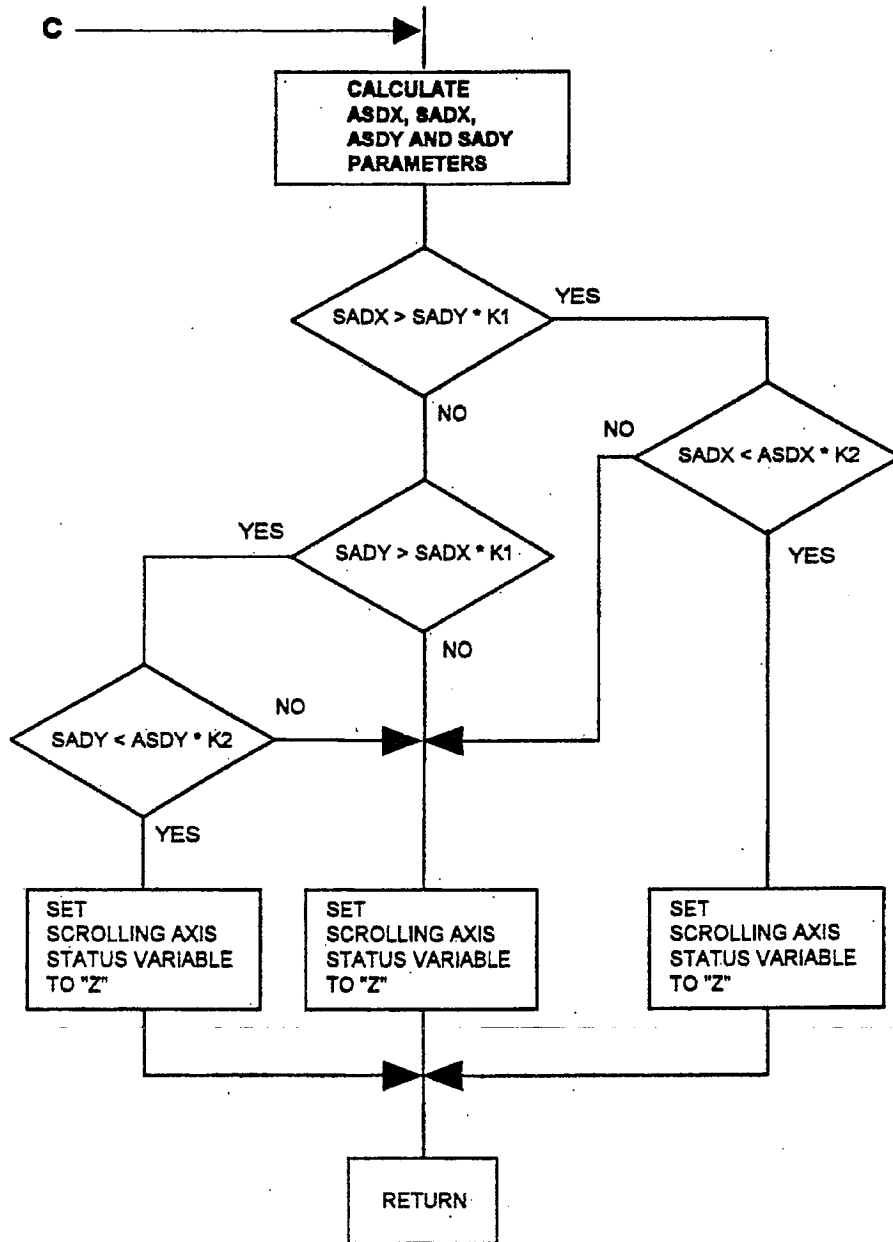 C
CALCULATE
ASDX, SADX,
ASDY AND SADY
PARAMETERS
SADX > SADY * K1
YES
NO
NO
SADX < ASDX * K2
YES
SADY > SADX * K1
YES
NO
SADY < ASDY * K2
NO
YES
SET
SCROLLING AXIS
STATUS VARIABLE
TO "Z"
SET
SCROLLING AXIS
STATUS VARIABLE
TO "Z"
SET
SCROLLING AXIS
STATUS VARIABLE
TO "Z"
RETURN